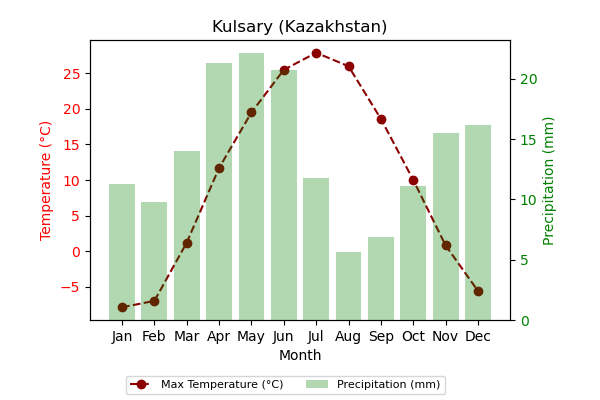 Kulsary (Kazakhstan)
Temperature (°C)
25
20
15
10
5
0
−5
Precipitation (mm)
20
15
10
5
0
Jan Feb Mar Apr May Jun Jul Aug Sep Oct Nov Dec
Month
Max Temperature (°C) Precipitation (mm)